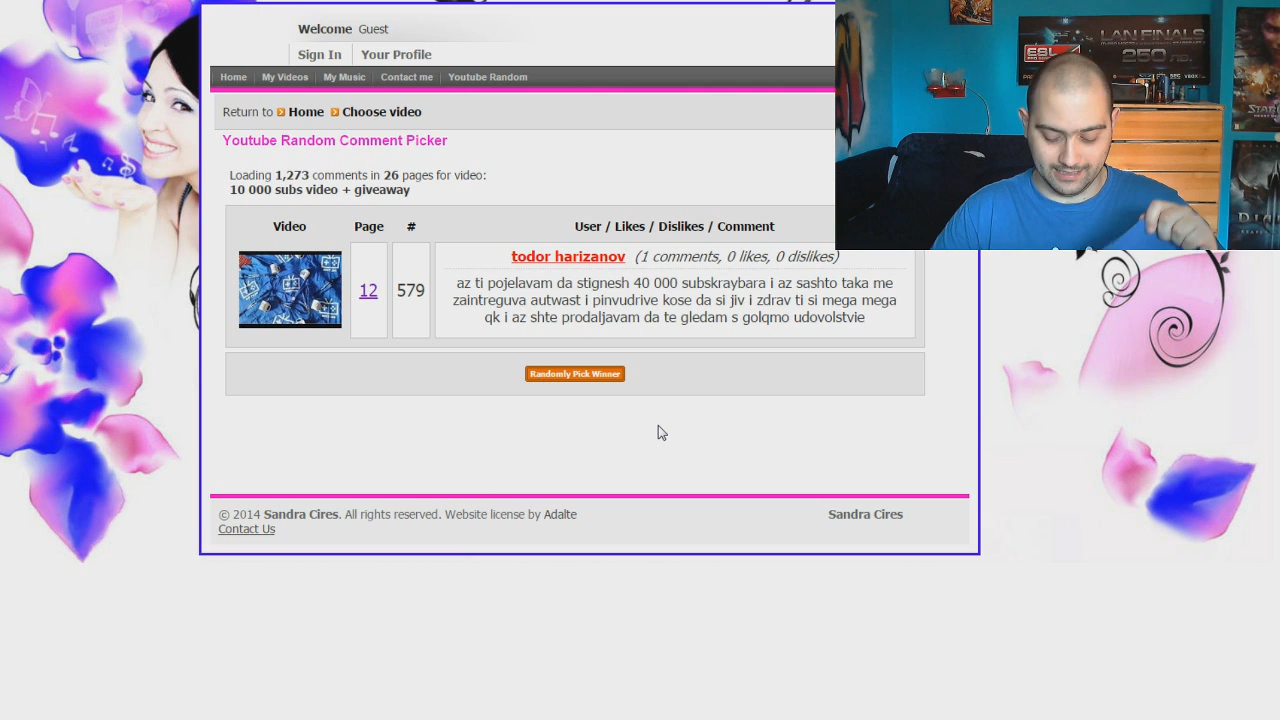 Welcome Guest
Sign In Your Profile
Home My Videos My Music Contact me Youtube Random
Return to Home Choose video
Youtube Random Comment Picker
Loading 1,273 comments in 26 pages for video:
10 000 subs video + giveaway
Video Page # User / Likes / Dislikes / Comment
12 579
todor harizanov (1 comments, 0 likes, 0 dislikes)
az ti pojelavam da stignesh 40 000 subskraybara i az sashto taka me
zaintreguva autwast i pinvudrive kose da si jiv i zdrav ti si mega mega
qk i az shte prodaljavam da te gledam s golqmo udovolstvie
Randomly Pick Winner
© 2014 Sandra Cires. All rights reserved. Website license by Adalte
Contact Us
Sandra Cires
ESL
LAN FINALS
250